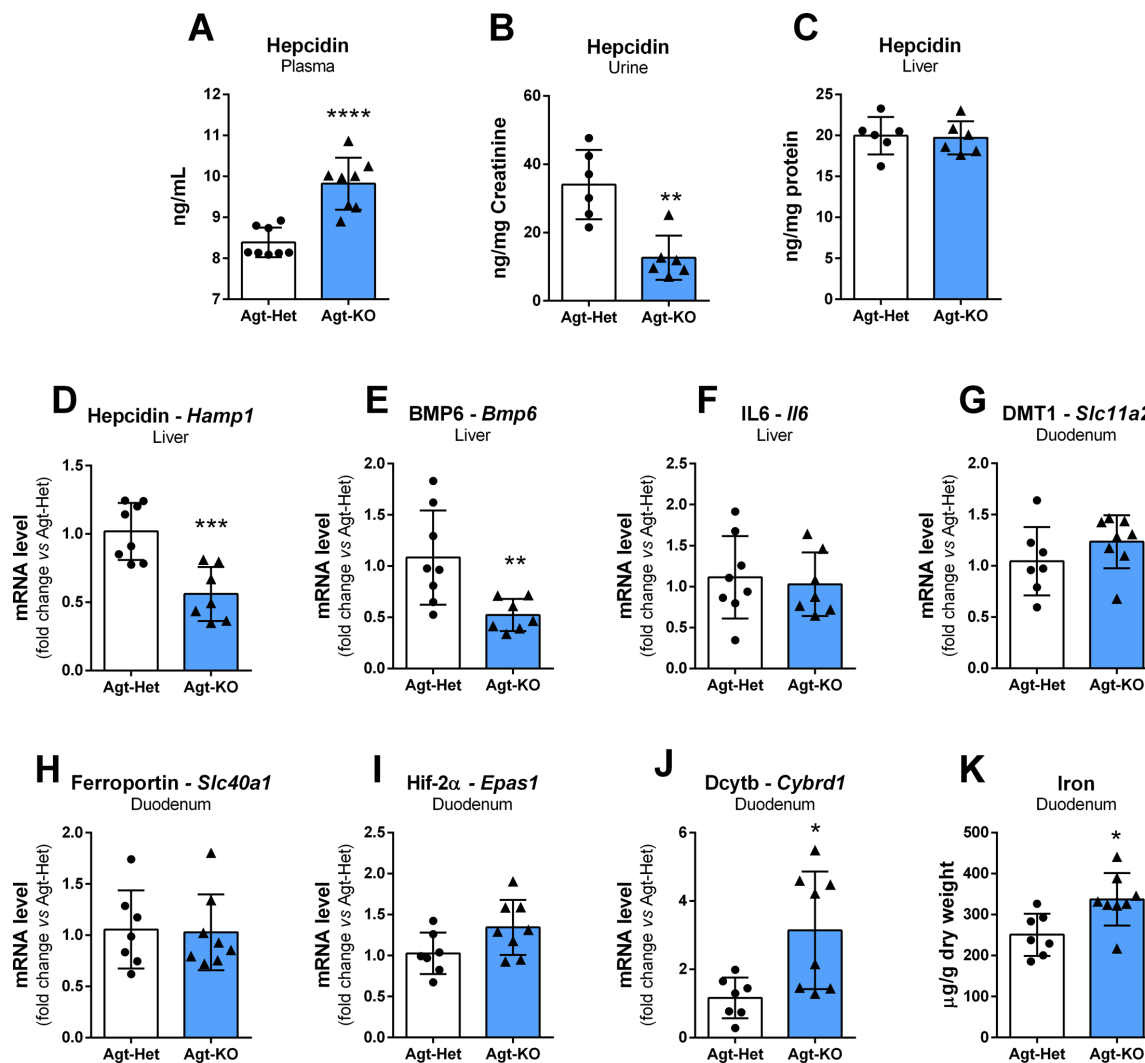 A
Hepcidin
Plasma
ng/mL
12
11
10
9
8
7
****
Agt-Het
Agt-KO
B
Hepcidin
Urine
ng/mg Creatinine
60
40
20
0
**
Agt-Het
Agt-KO
C
Hepcidin
Liver
ng/mg protein
25
20
15
10
5
0
Agt-Het
Agt-KO
D
Hepcidin - Hamp1
Liver
mRNA level
(fold change vs Agt-Het)
1.5
1.0
0.5
0.0
***
Agt-Het
Agt-KO
E
BMP6 - Bmp6
Liver
mRNA level
(fold change vs Agt-Het)
2.0
1.5
1.0
0.5
0.0
**
Agt-Het
Agt-KO
F
IL6 - Il6
Liver
mRNA level
(fold change vs Agt-Het)
2.5
2.0
1.5
1.0
0.5
0.0
Agt-Het
Agt-KO
G
DMT1 - Slc11a2
Duodenum
mRNA level
(fold change vs Agt-Het)
2.0
1.5
1.0
0.5
0.0
Agt-Het
Agt-KO
H
Ferroportin - Slc40a1
Duodenum
mRNA level
(fold change vs Agt-Het)
2.0
1.5
1.0
0.5
0.0
Agt-Het
Agt-KO
I
Hif-2α - Epas1
Duodenum
mRNA level
(fold change vs Agt-Het)
2.5
2.0
1.5
1.0
0.5
0.0
Agt-Het
Agt-KO
J
Dcytb - Cybrd1
Duodenum
mRNA level
(fold change vs Agt-Het)
6
4
2
0
*
Agt-Het
Agt-KO
K
Iron
Duodenum
µg/g dry weight
500
400
300
200
100
0
*
Agt-Het
Agt-KO